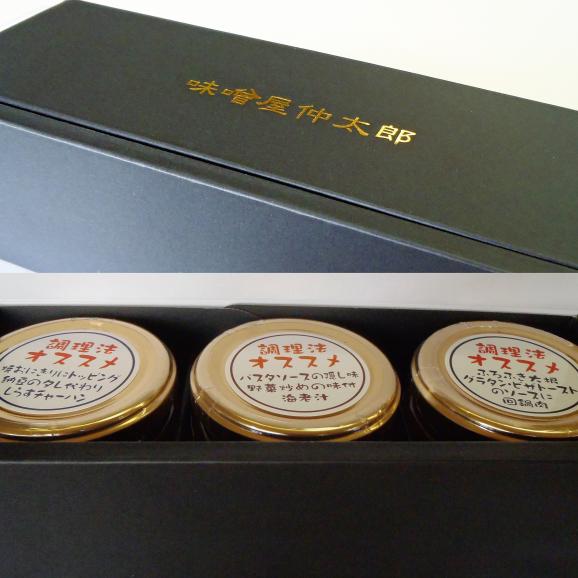 味噌屋仲太郎
調理法
オススメ
焼おにぎりにトッピング
納豆のタレ代わり
しらすチャーハン
調理法
オススメ
パスタソースの隠し味
野菜炒めの味付
海老汁
調理法
オススメ
ふろふき大根
グラタン・ピザトースト
のソースに
回鍋肉